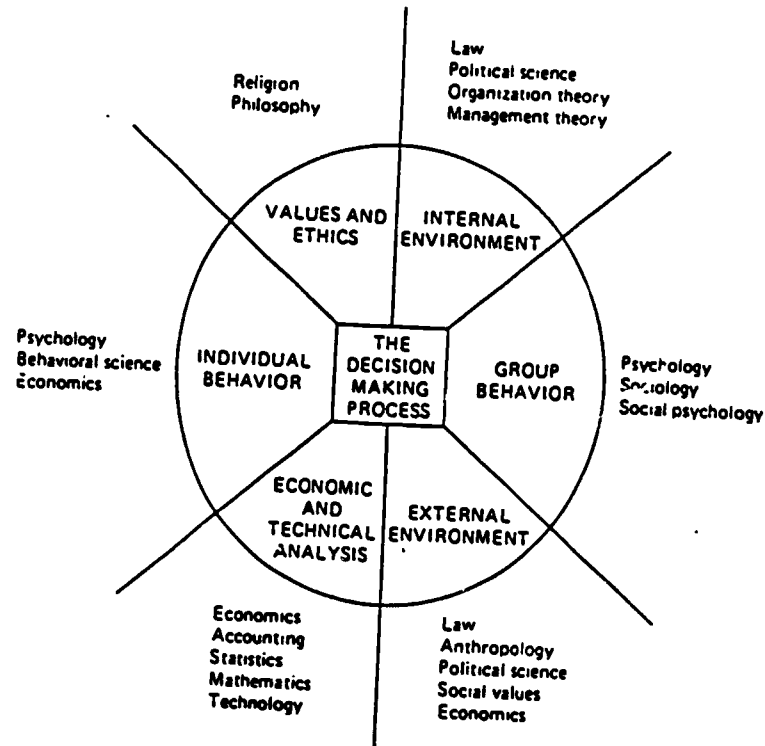 Religion
Philosophy
Law
Political science
Organization theory
Management theory
VALUES AND
ETHICS
INTERNAL
ENVIRONMENT
Psychology
Behavioral science
Economics
INDIVIDUAL
BEHAVIOR
THE
DECISION
MAKING
PROCESS
GROUP
BEHAVIOR
Psychology
Sociology
Social psychology
ECONOMIC
AND
TECHNICAL
ANALYSIS
EXTERNAL
ENVIRONMENT
Economics
Accounting
Statistics
Mathematics
Technology
Law
Anthropology
Political science
Social values
Economics